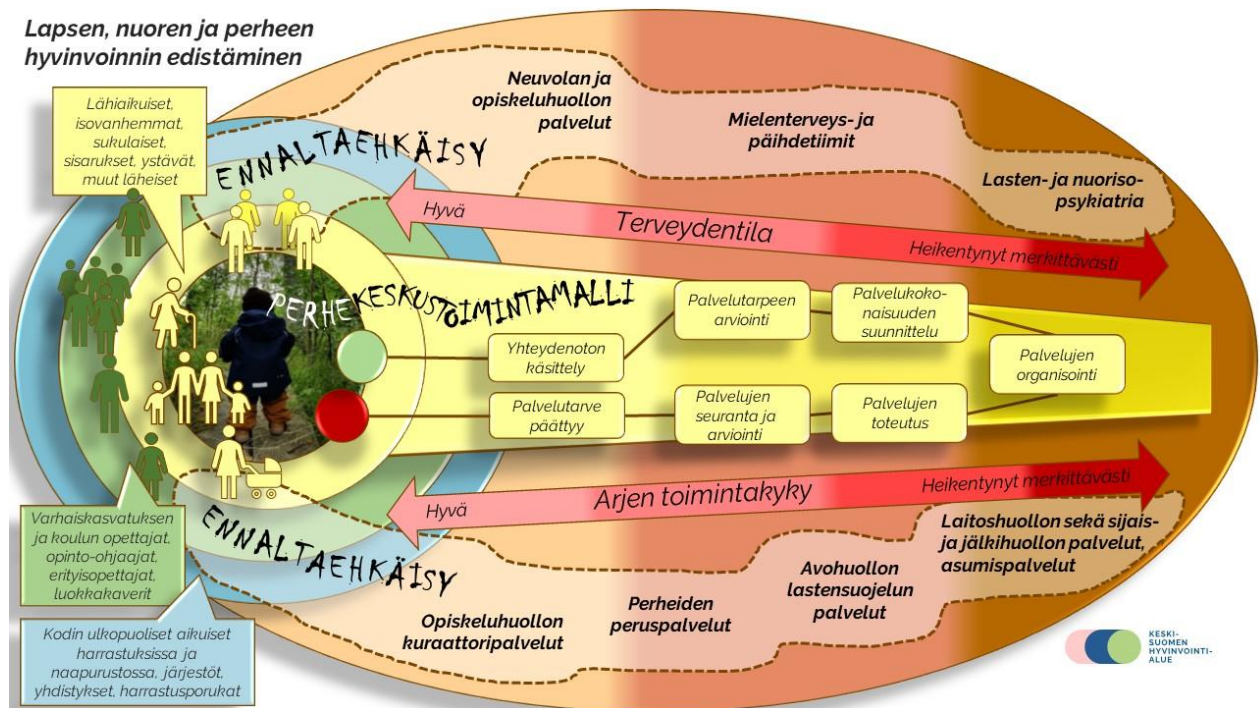 Lapsen, nuoren ja perheen
hyvinvoinnin edistäminen
Lähiaikuiset,
isovanhemmat,
sukulaiset,
sisarukset, ystävät,
muut läheiset
ENNALTAEHKÄISY
Neuvolan ja
opiskeluhuollon
palvelut
Mielenterveys- ja
päihdetiimit
Lasten- ja nuoriso-
psykiatria
Hyvä
Terveydentila
Heikentynyt merkittävästi
PERHEKESKUSTOIMINTAMALLI
Yhteydenoton
käsittely
Palvelutarpeen
arviointi
Palvelukoko-
naisuuden
suunnittelu
Palvelujen
organisointi
Palvelutarve
päättyy
Palvelujen
seuranta ja
arviointi
Palvelujen
toteutus
Hyvä
Arjen toimintakyky
Heikentynyt merkittävästi
ENNALTAEHKÄISY
Varhaiskasvatuksen
ja koulun opettajat,
opinto-ohjaajat,
erityisopettajat,
luokkakaverit
Kodin ulkopuoliset aikuiset
harrastuksissa ja
naapurustossa, järjestöt,
yhdistykset, harrastusporukat
Opiskeluhuollon
kuraattoripalvelut
Perheiden
peruspalvelut
Avohuollon
lastensuojelun
palvelut
Laitoshuollon sekä sijais-
ja jälkihuollon palvelut,
asumispalvelut
KESKI-
SUOMEN
HYVINVOINTI-
ALUE